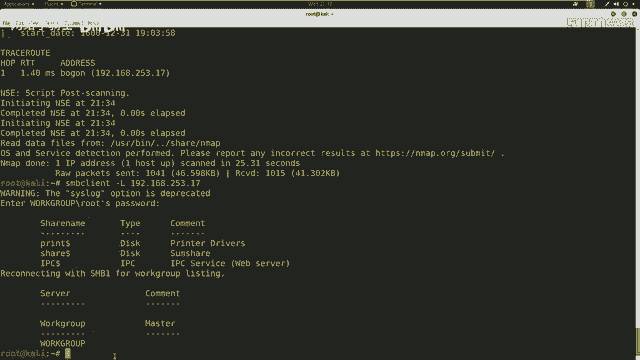 Applications Places Terminal
root@kali: ~
| start_date: 1600-12-31 19:03:58
TRACEROUTE
HOP RTT ADDRESS
1 1.40 ms bogon (192.168.253.17)
NSE: Script Post-scanning.
Initiating NSE at 21:34
Completed NSE at 21:34, 0.00s elapsed
Initiating NSE at 21:34
Completed NSE at 21:34, 0.00s elapsed
Read data files from: /usr/bin/../share/nmap
OS and Service detection performed. Please report any incorrect results at https://nmap.org/submit/ .
Nmap done: 1 IP address (1 host up) scanned in 25.31 seconds
Raw packets sent: 1041 (46.598KB) | Rcvd: 1015 (41.302KB)
root@kali:~# smbclient -L 192.168.253.17
WARNING: The "syslog" option is deprecated
Enter WORKGROUP\root's password:
Sharename Type Comment
--------- ---- -------
print$ Disk Printer Drivers
share$ Disk Sumshare
IPC$ IPC IPC Service (Web server)
Reconnecting with SMB1 for workgroup listing.
Server Comment
--------- -------
Workgroup Master
--------- -------
WORKGROUP
root@kali:~#